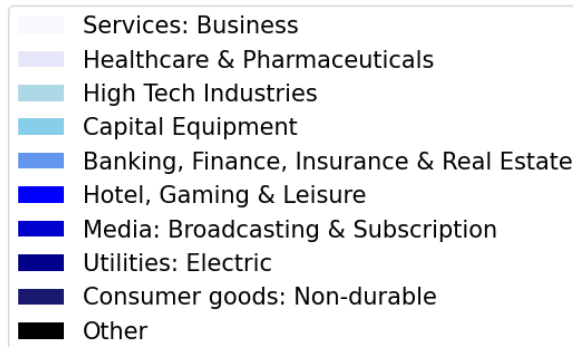 Services: Business
Healthcare & Pharmaceuticals
High Tech Industries
Capital Equipment
Banking, Finance, Insurance & Real Estate
Hotel, Gaming & Leisure
Media: Broadcasting & Subscription
Utilities: Electric
Consumer goods: Non-durable
Other